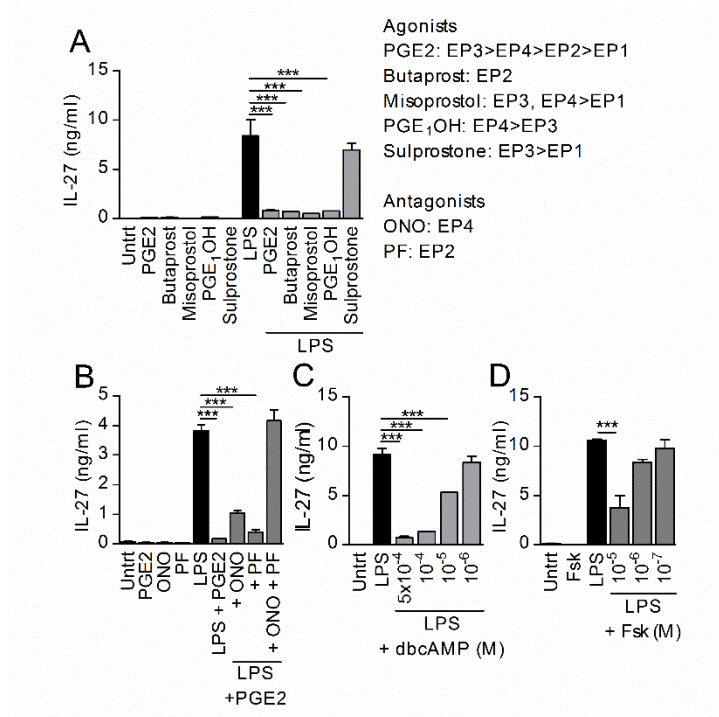 A
IL-27 (ng/ml)
15
10
5
0
***
***
***
***
Untrt
PGE2
Butaprost
Misoprostol
PGE1OH
Sulprostone
LPS
PGE2
Butaprost
Misoprostol
PGE1OH
Sulprostone
LPS
Agonists
PGE2: EP3>EP4>EP2>EP1
Butaprost: EP2
Misoprostol: EP3, EP4>EP1
PGE1OH: EP4>EP3
Sulprostone: EP3>EP1
Antagonists
ONO: EP4
PF: EP2
B
IL-27 (ng/ml)
5
4
3
2
1
0
***
***
***
Untrt
PGE2
ONO
PF
LPS
LPS + PGE2
+ ONO
+ PF
+ ONO + PF
LPS
+PGE2
C
IL-27 (ng/ml)
15
10
5
0
***
***
***
Untrt
LPS
5x10-4
10-4
10-5
10-6
LPS
+ dbcAMP (M)
D
IL-27 (ng/ml)
15
10
5
0
***
Untrt
Fsk
LPS
10-5
10-6
10-7
LPS
+ Fsk (M)